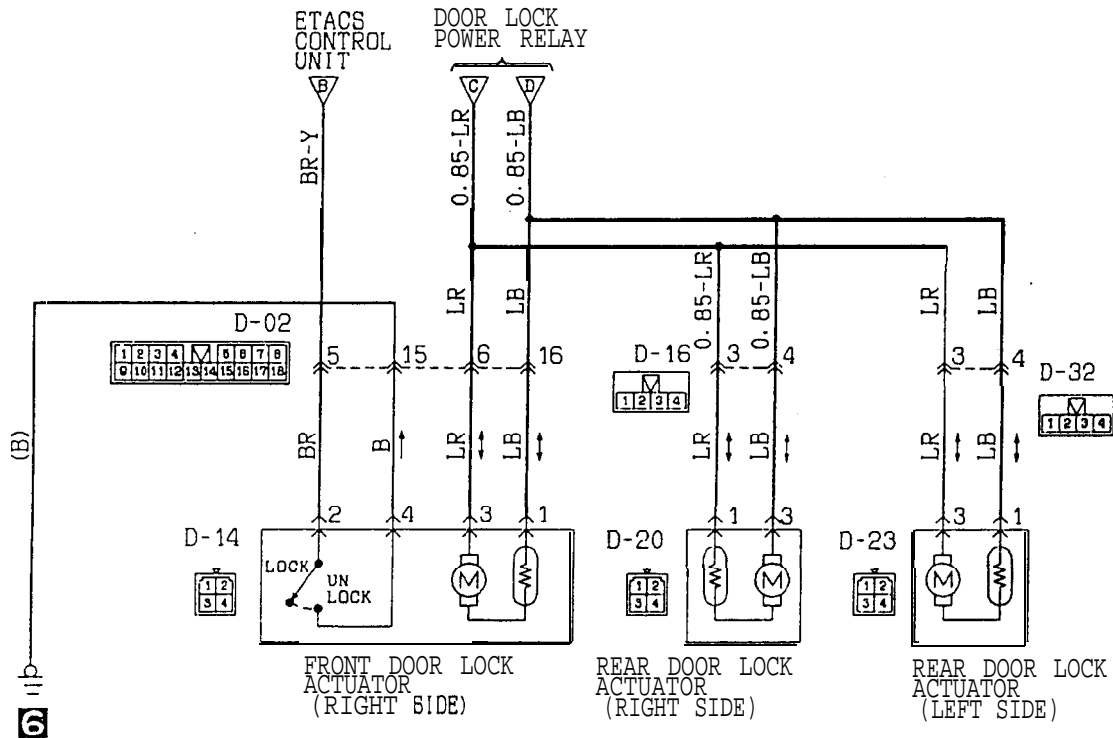 ETACS
CONTROL
UNIT
DOOR LOCK
POWER RELAY
B
C
D
BR-Y
0.85-LR
0.85-LB
LR
LB
0.85-LR
0.85-LB
LR
LB
D-02
1 2 3 4 5 6 7 8
9 10 11 12 13 14 15 16 17 18
5
15
6
16
D-16
1 2 3 4
3
4
3
4
D-32
1 2 3 4
(B)
BR
B
LR
LB
LR
LB
LR
LB
D-14
1 2
3 4
2
4
3
1
D-20
1 2
3 4
1
3
D-23
1 2
3 4
3
1
LOCK
UN
LOCK
M
M
M
FRONT DOOR LOCK
ACTUATOR
(RIGHT SIDE)
REAR DOOR LOCK
ACTUATOR
(RIGHT SIDE)
REAR DOOR LOCK
ACTUATOR
(LEFT SIDE)
6